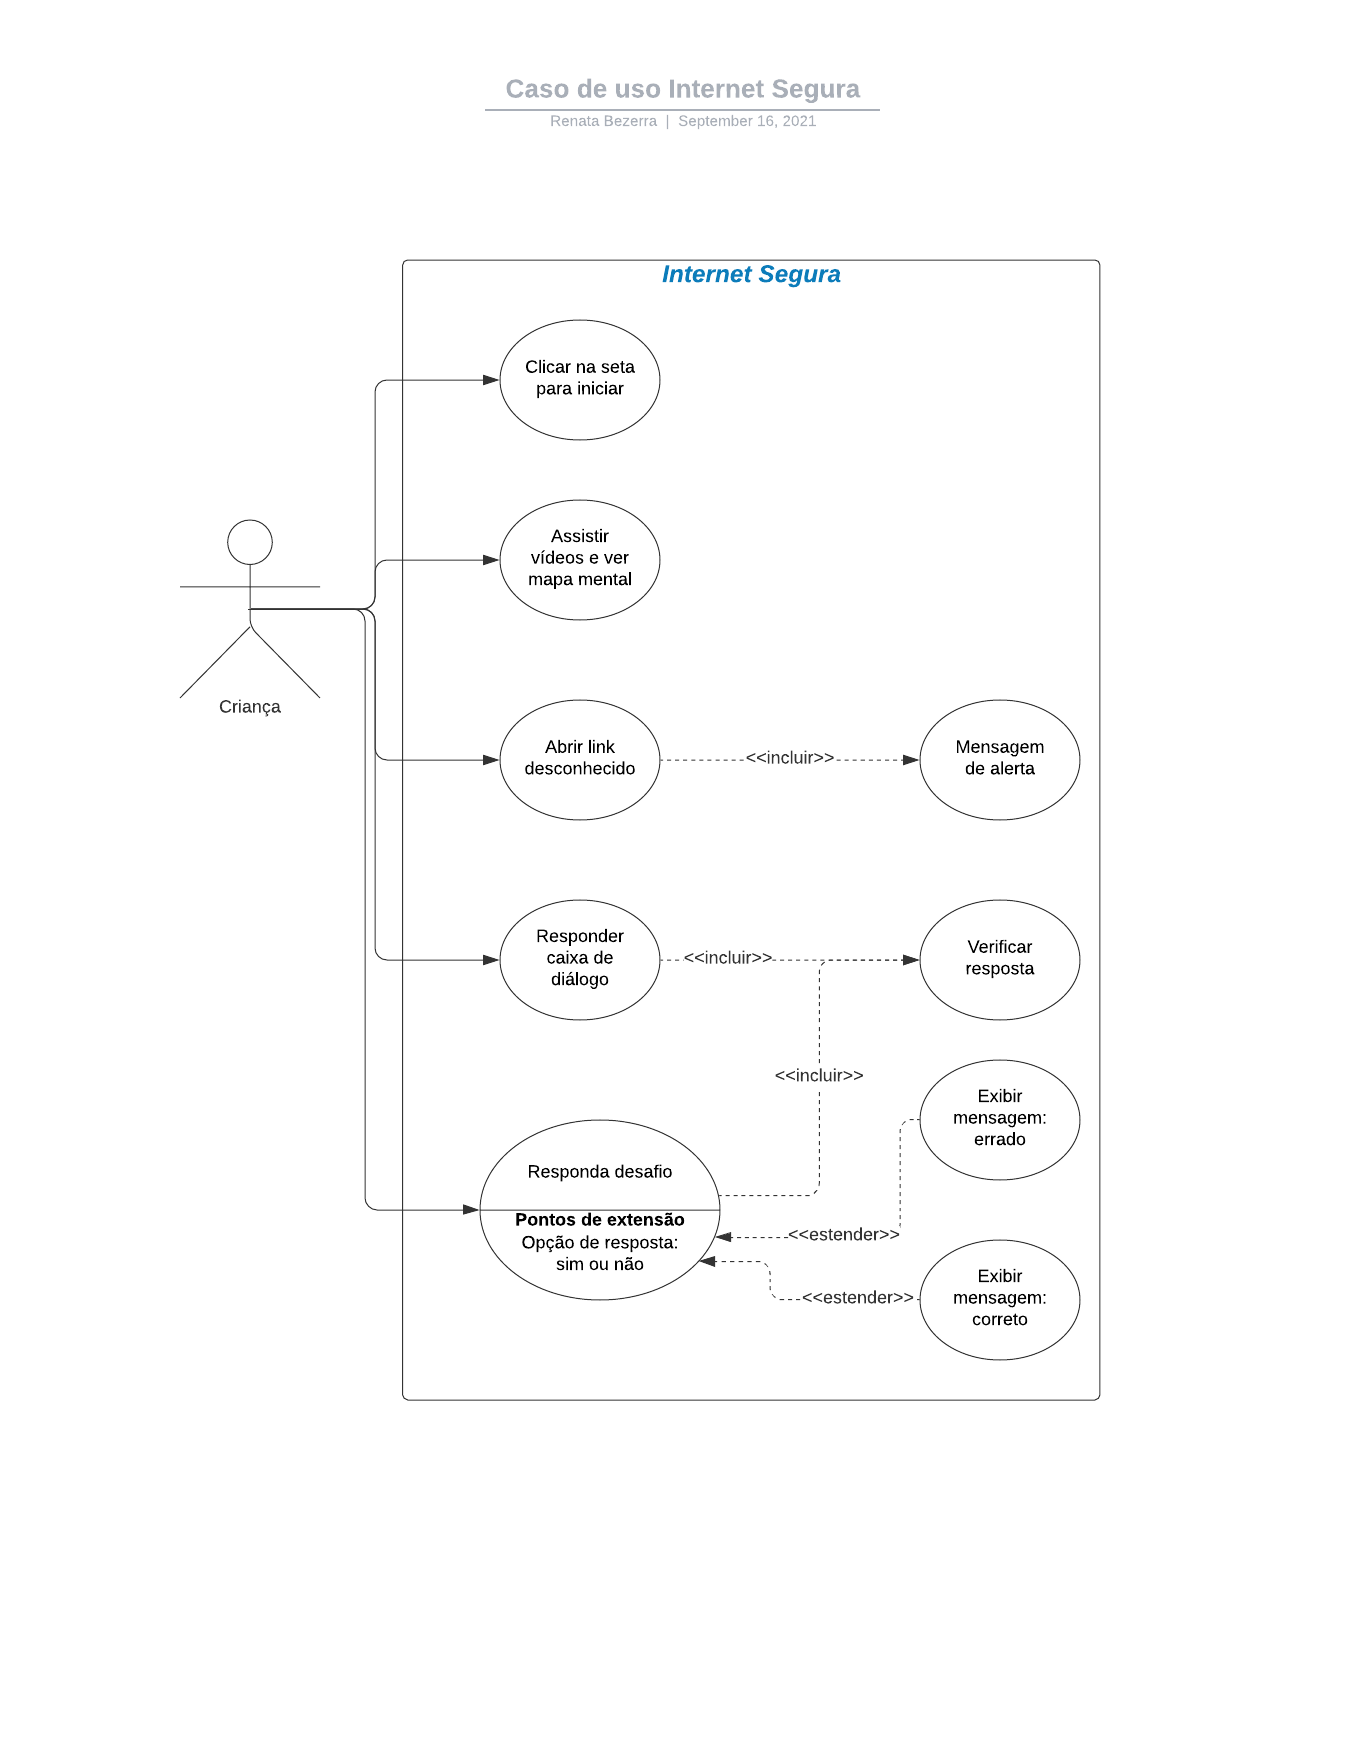 Caso de uso Internet Segura
Renata Bezerra | September 16, 2021
Internet Segura
Clicar na seta
para iniciar
Assistir
vídeos e ver
mapa mental
Criança
Abrir link
desconhecido
<<incluir>>
Mensagem
de alerta
Responder
caixa de
diálogo
<<incluir>>
Verificar
resposta
<<incluir>>
Exibir
mensagem:
errado
Responda desafio
Pontos de extensão
Opção de resposta:
sim ou não
<<estender>>
<<estender>>
Exibir
mensagem:
correto